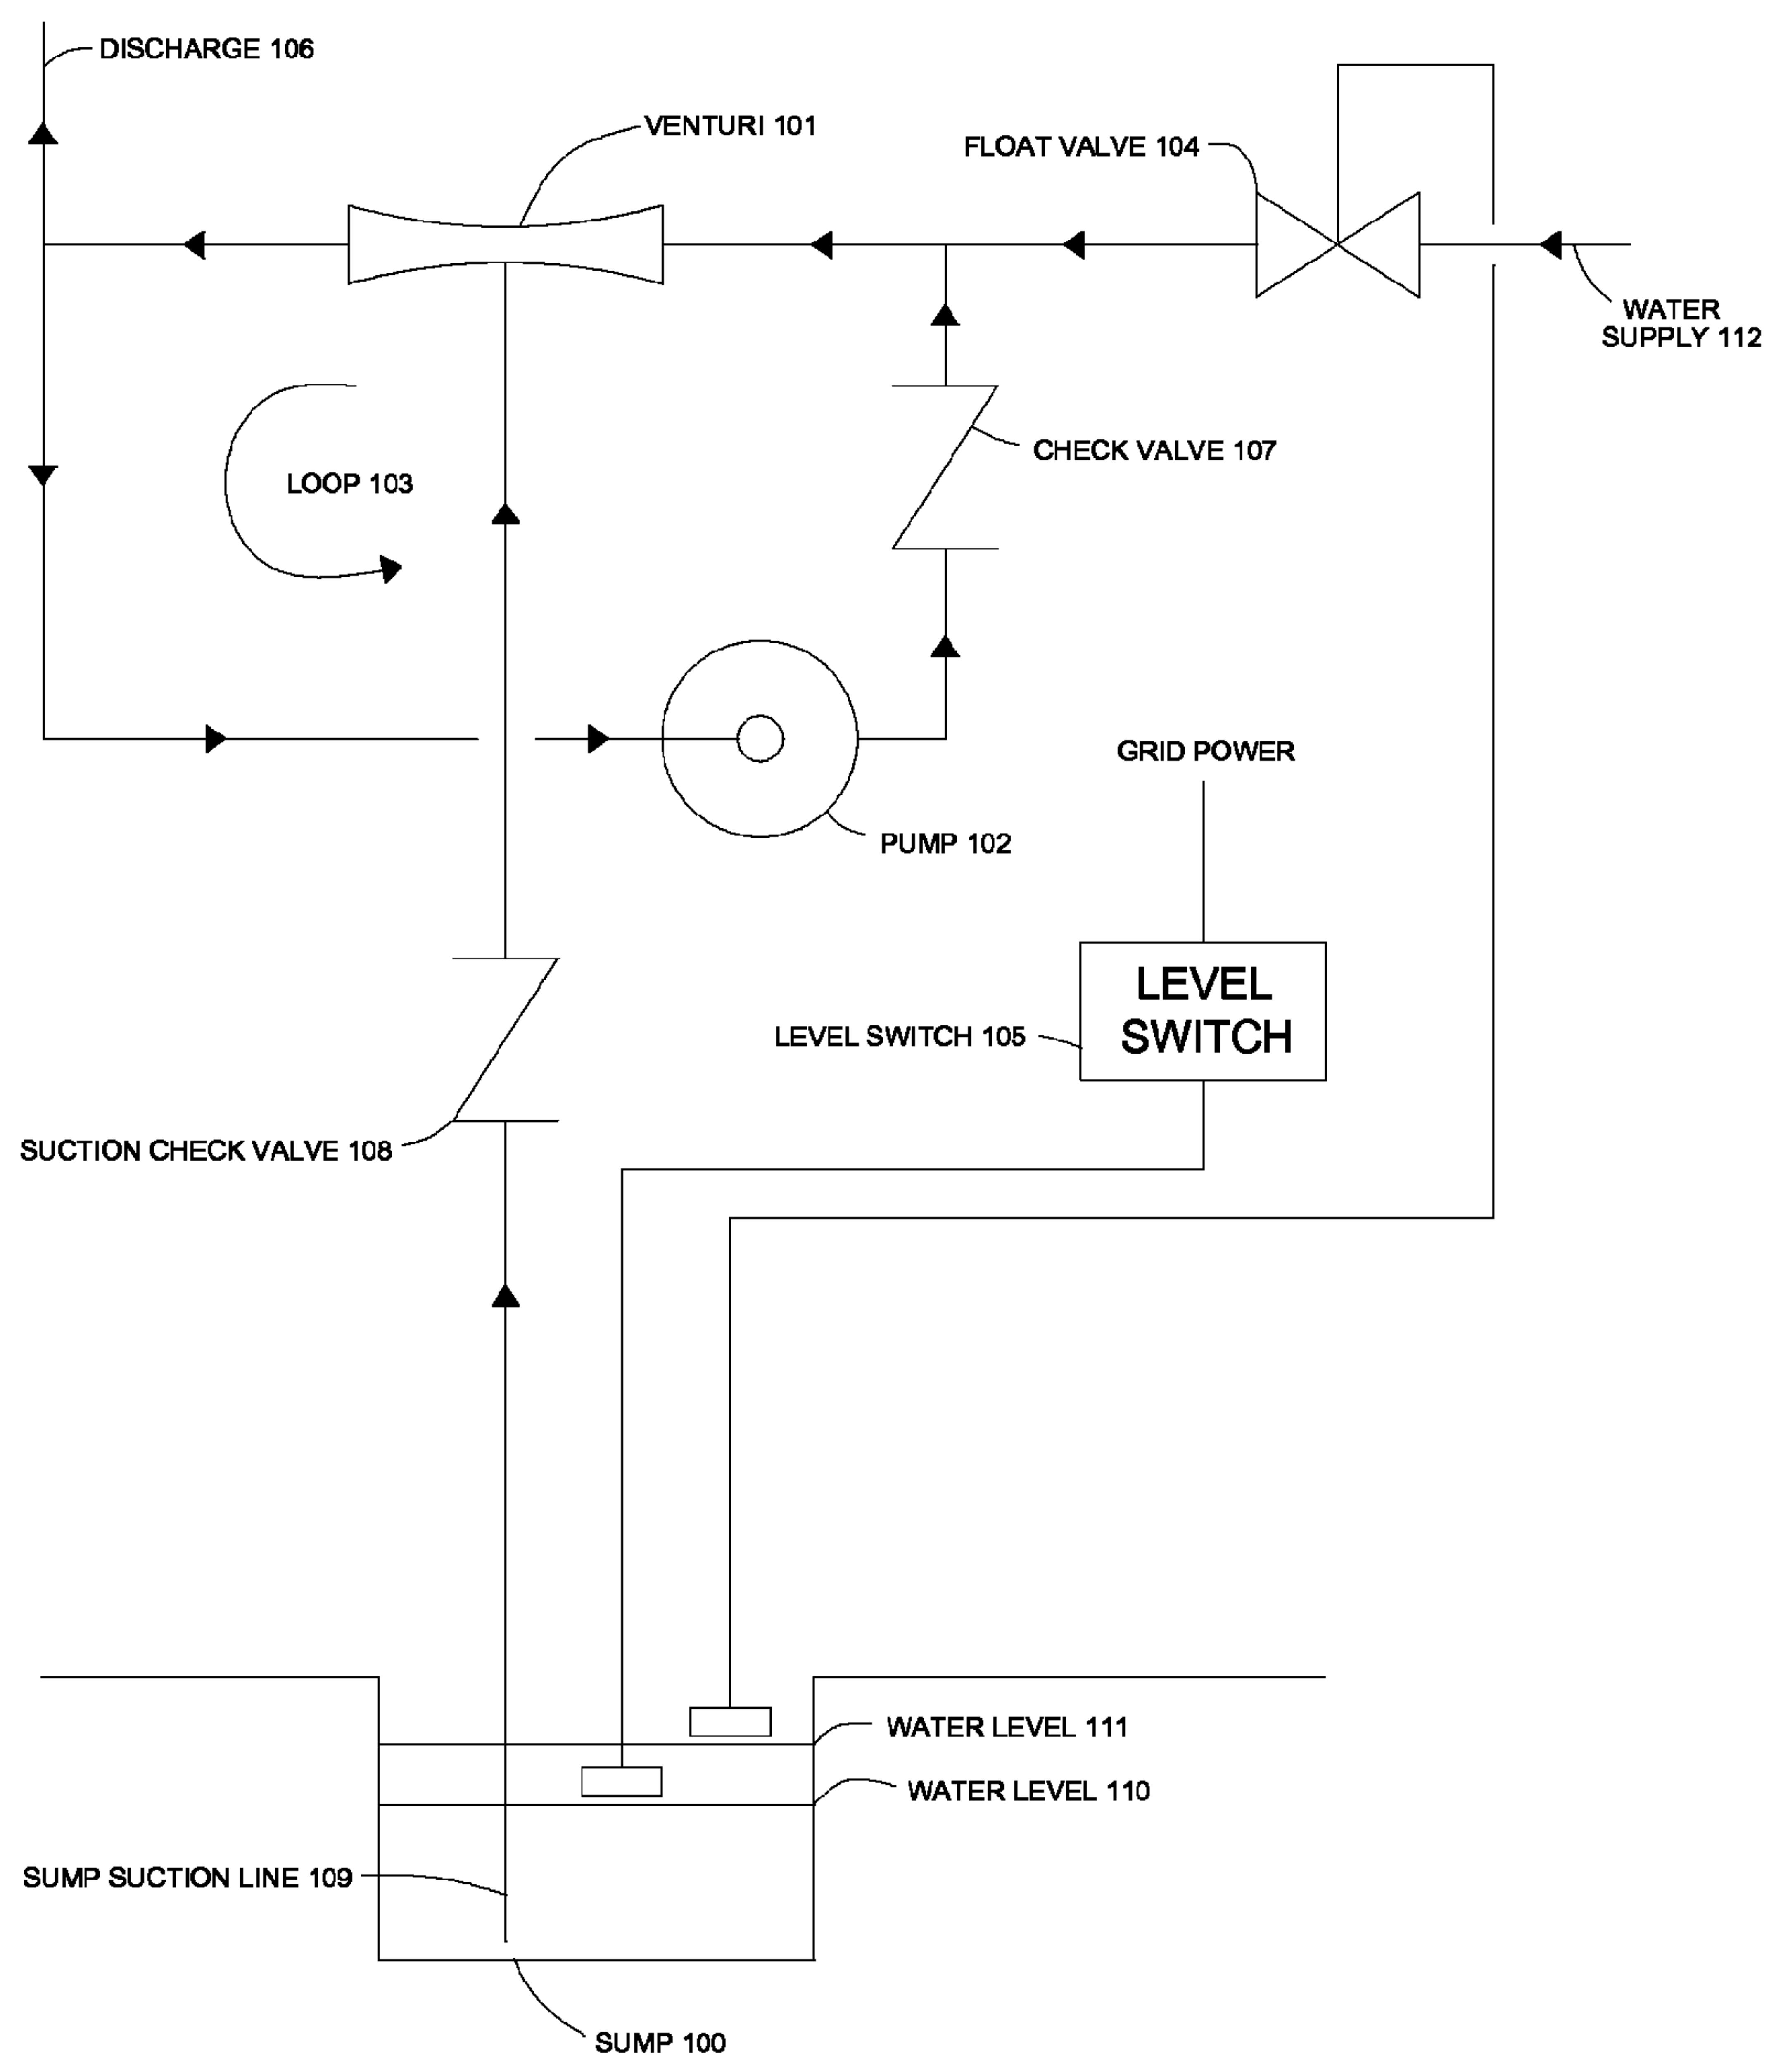 DISCHARGE 106
VENTURI 101
FLOAT VALVE 104
WATER
SUPPLY 112
CHECK VALVE 107
LOOP 103
GRID POWER
PUMP 102
LEVEL
SWITCH
LEVEL SWITCH 105
SUCTION CHECK VALVE 108
WATER LEVEL 111
WATER LEVEL 110
SUMP SUCTION LINE 109
SUMP 100